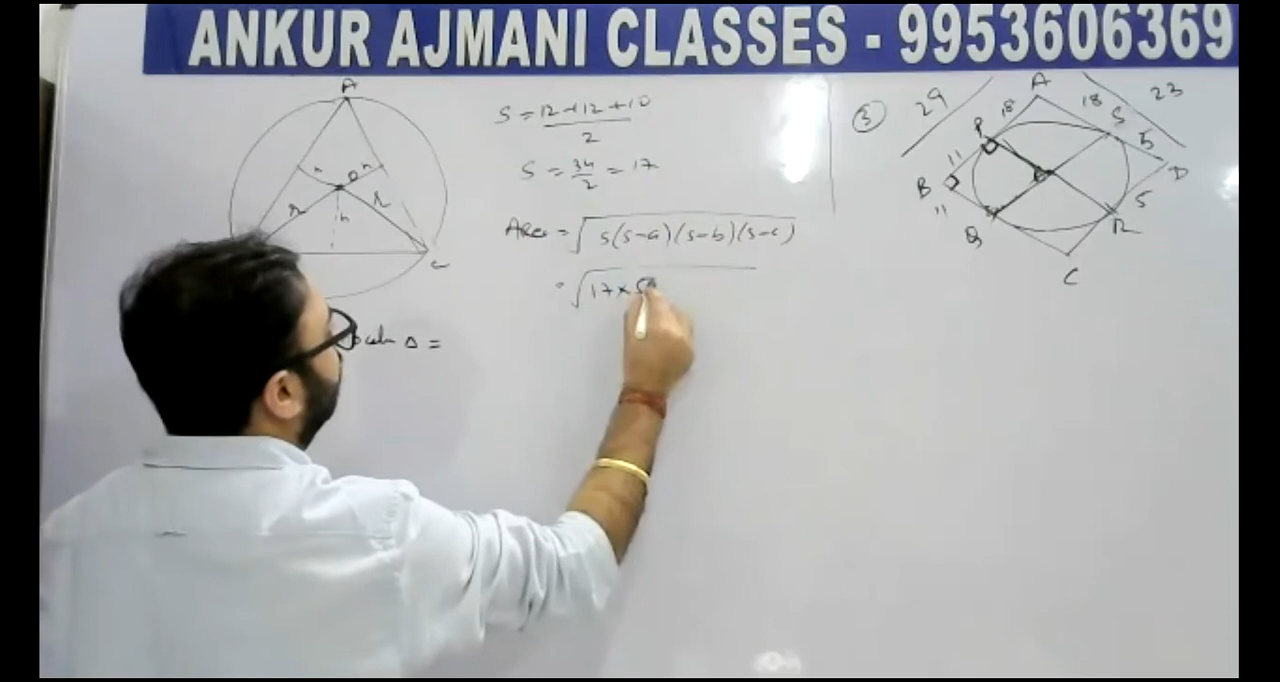 ANKUR AJMANI CLASSES - 9953606369
A
O
r
r
h
C
Δ =
S = 12+12+10
2
S = 34/2 = 17
Area = √s(s-a)(s-b)(s-c)
= √17×5
3
29
23
A
18
18
P
S
11
5
B
D
11
5
Q
R
C